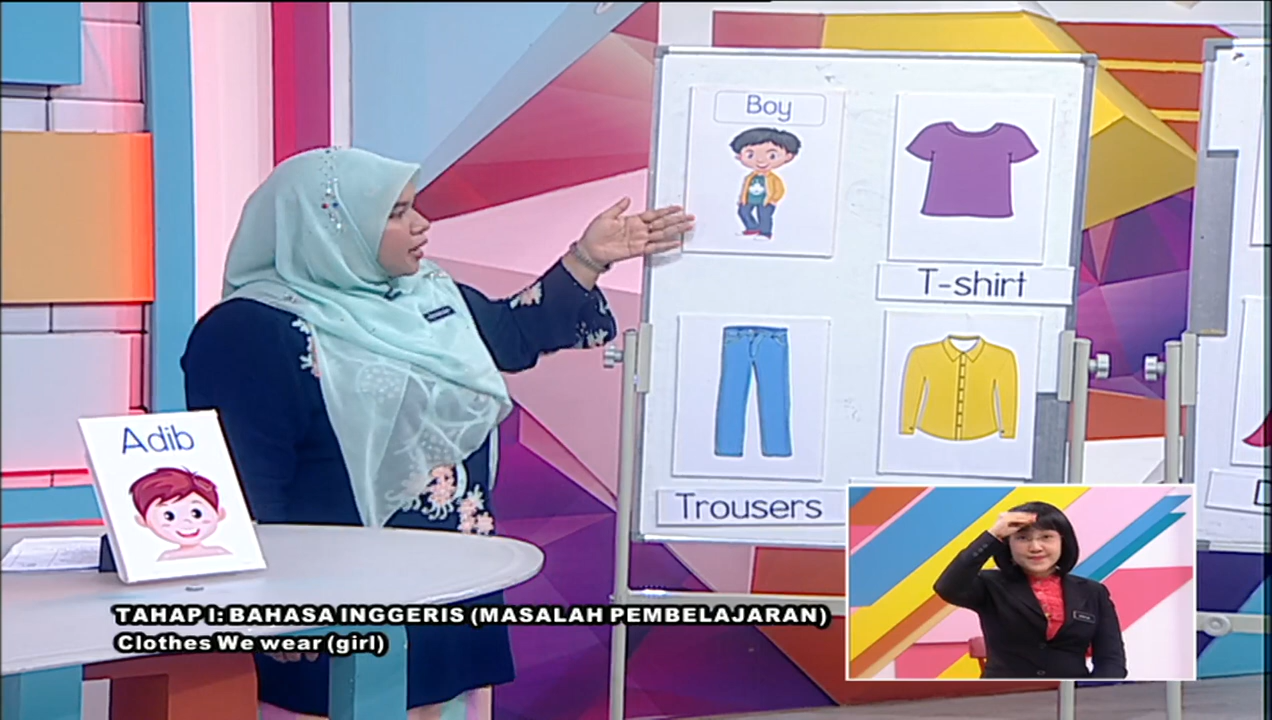 Boy
T-shirt
Trousers
Adib
TAHAP I: BAHASA INGGERIS (MASALAH PEMBELAJARAN)
Clothes We wear (girl)